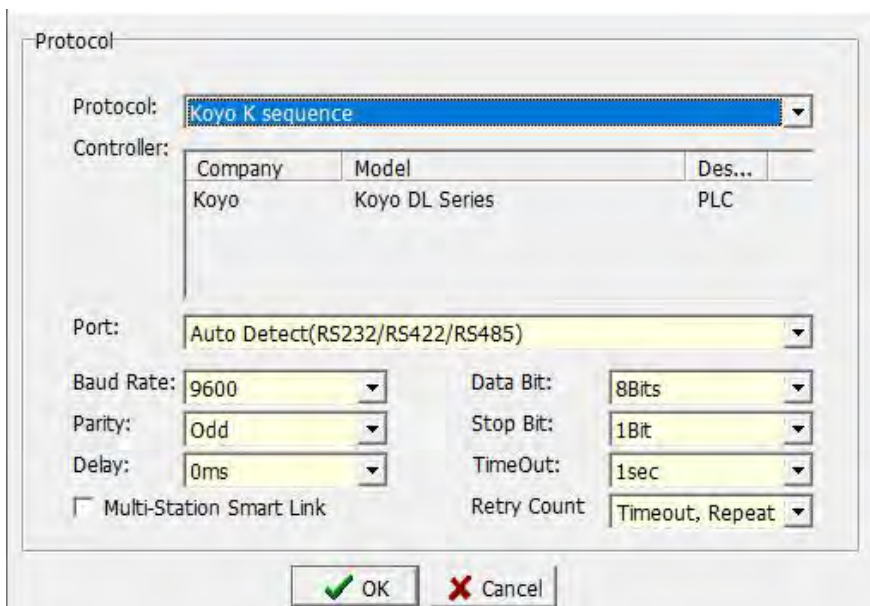 Protocol
Protocol: Koyo K sequence
Controller:
Company Model Des...
Koyo Koyo DL Series PLC
Port: Auto Detect(RS232/RS422/RS485)
Baud Rate: 9600 Data Bit: 8Bits
Parity: Odd Stop Bit: 1Bit
Delay: 0ms TimeOut: 1sec
Multi-Station Smart Link Retry Count Timeout, Repeat
OK Cancel